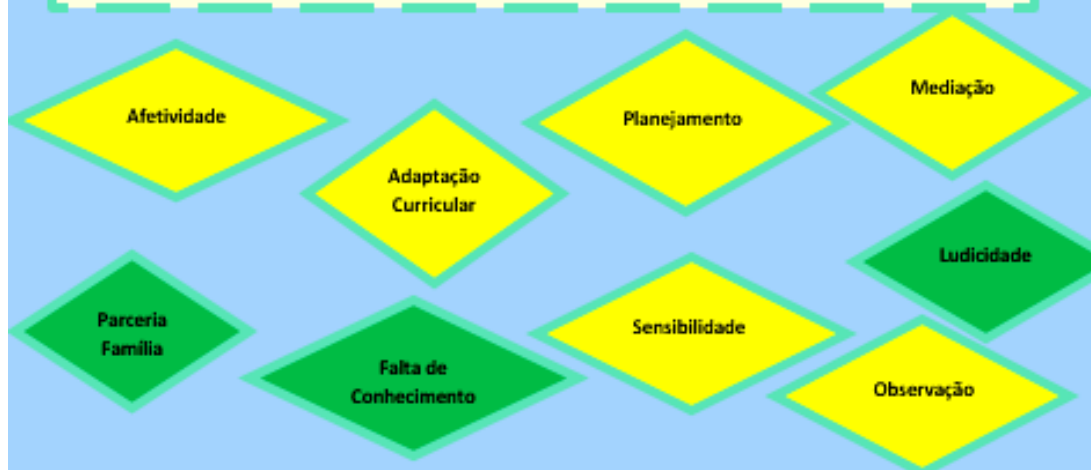 Afetividade
Planejamento
Mediação
Adaptação
Curricular
Ludicidade
Parceria
Família
Falta de
Conhecimento
Sensibilidade
Observação